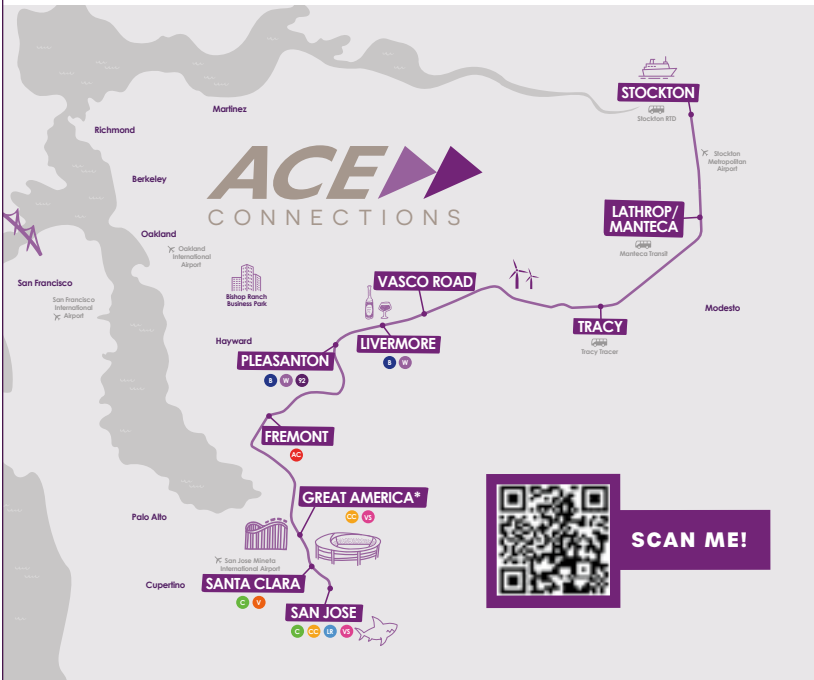 STOCKTON
Stockton RTD
Martinez
Richmond
Stockton
Metropolitan
Airport
ACE
CONNECTIONS
Berkeley
LATHROP/
MANTECA
Manteca Transit
Oakland
Oakland
International
Airport
San Francisco
San Francisco
International
Airport
Bishop Ranch
Business Park
VASCO ROAD
Modesto
TRACY
Tracy Tracer
Hayward
LIVERMORE
B W
PLEASANTON
B W 92
FREMONT
AC
GREAT AMERICA*
CC VS
Palo Alto
SCAN ME!
San Jose Mineta
International Airport
Cupertino
SANTA CLARA
C V
SAN JOSE
C CC LR VS